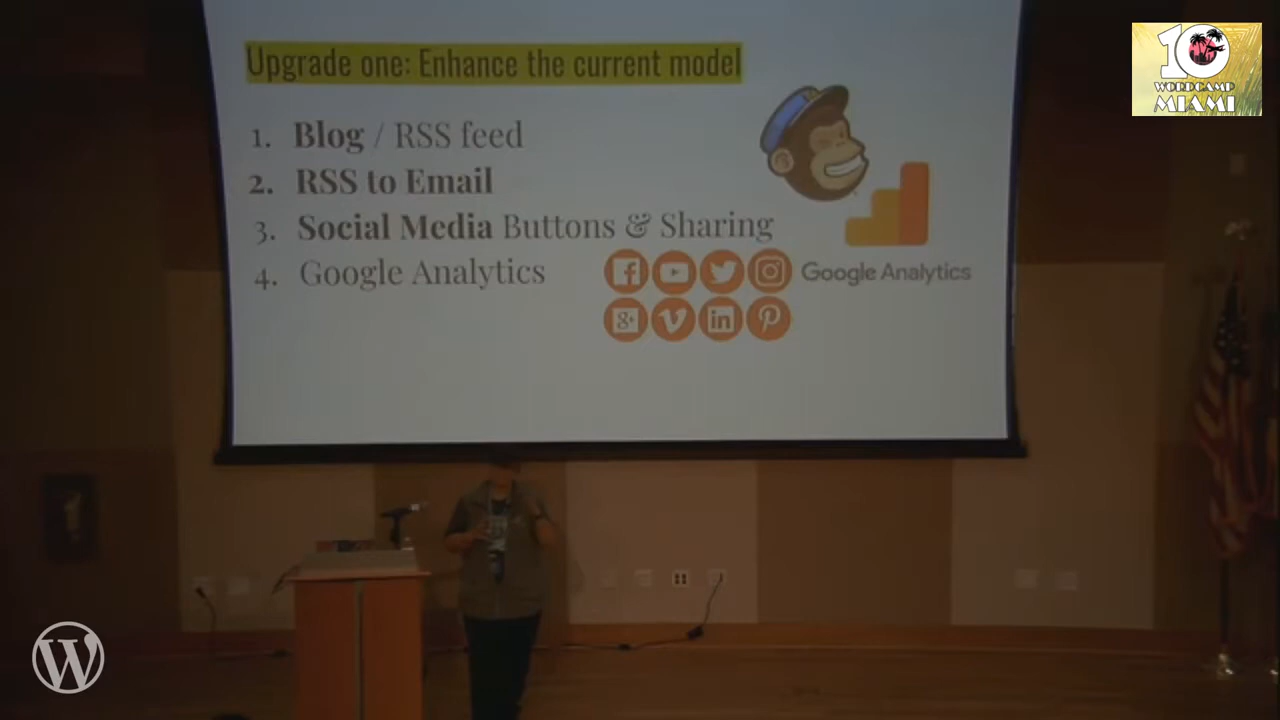 Upgrade one: Enhance the current model
1. Blog / RSS feed
2. RSS to Email
3. Social Media Buttons & Sharing
4. Google Analytics
Google Analytics
10
WORDCAMP
MIAMI